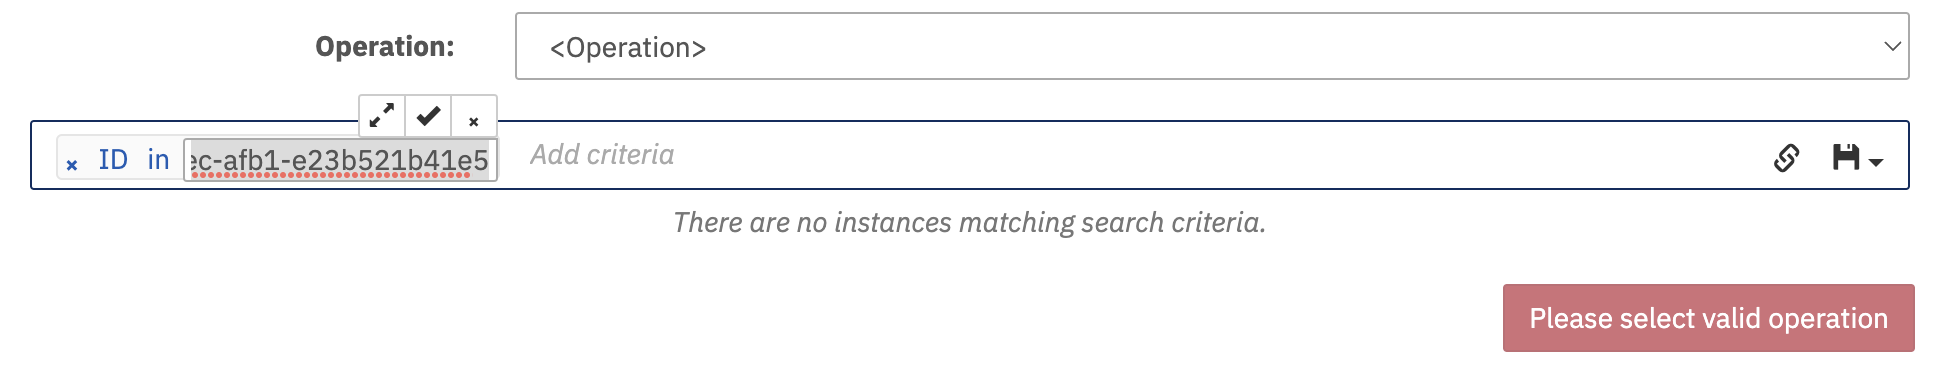 Operation:
<Operation>
× ID in ec-afb1-e23b521b41e5 Add criteria
There are no instances matching search criteria.
Please select valid operation